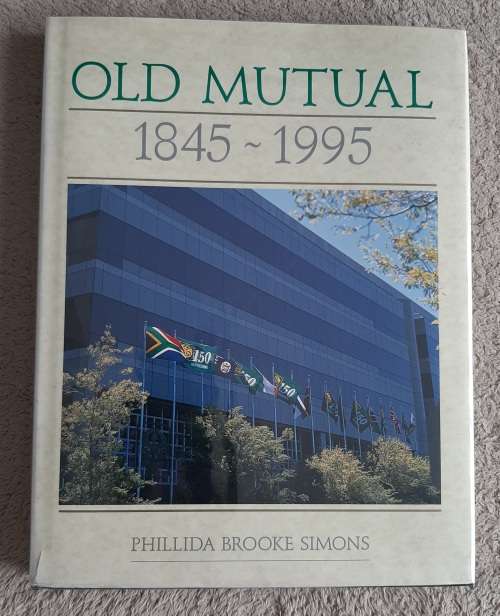 OLD MUTUAL
1845 ~ 1995
150
150
PHILLIDA BROOKE SIMONS